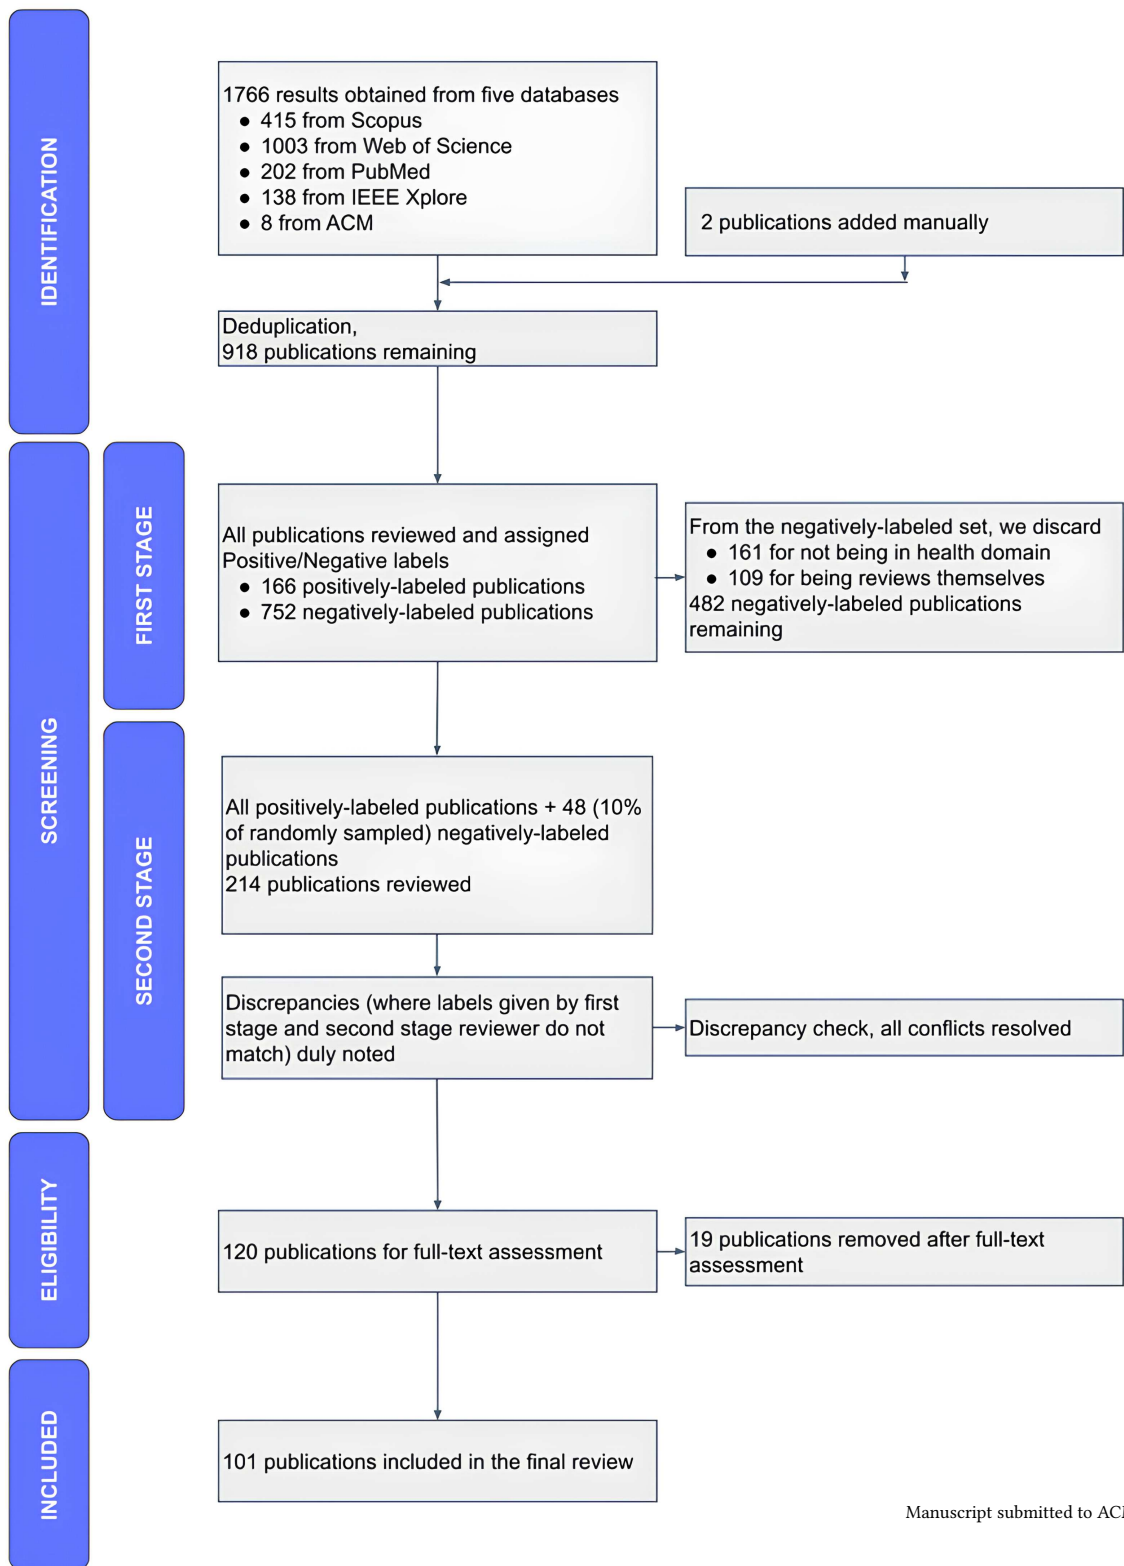 IDENTIFICATION
1766 results obtained from five databases
● 415 from Scopus
● 1003 from Web of Science
● 202 from PubMed
● 138 from IEEE Xplore
● 8 from ACM
2 publications added manually
Deduplication,
918 publications remaining
SCREENING
FIRST STAGE
All publications reviewed and assigned
Positive/Negative labels
● 166 positively-labeled publications
● 752 negatively-labeled publications
From the negatively-labeled set, we discard
● 161 for not being in health domain
● 109 for being reviews themselves
482 negatively-labeled publications
remaining
SECOND STAGE
All positively-labeled publications + 48 (10%
of randomly sampled) negatively-labeled
publications
214 publications reviewed
Discrepancies (where labels given by first
stage and second stage reviewer do not
match) duly noted
Discrepancy check, all conflicts resolved
ELIGIBILITY
120 publications for full-text assessment
19 publications removed after full-text
assessment
INCLUDED
101 publications included in the final review
Manuscript submitted to